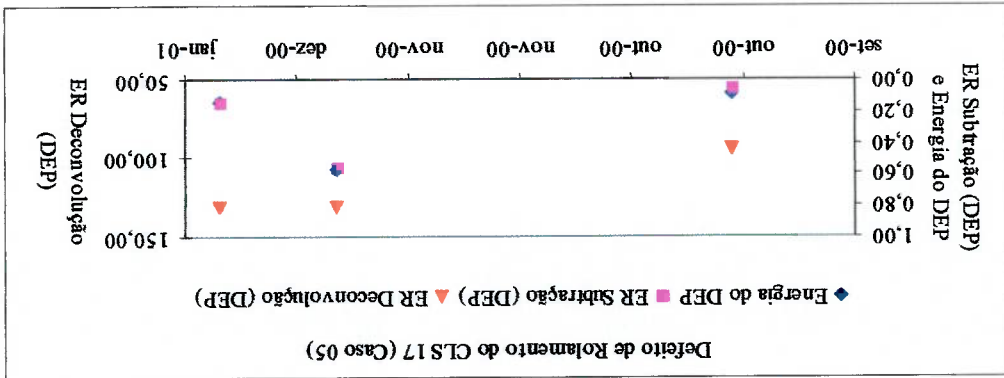 Defeito de Rolamento do CLS 17 (Caso 05)
Energia do DEP ER Subtração (DEP) ER Deconvolução (DEP)
ER Subtração (DEP)
e Energia do DEP
1,00
0,80
0,60
0,40
0,20
0,00
150,00
100,00
50,00
ER Deconvolução
(DEP)
set-00 out-00 out-00 nov-00 nov-00 dez-00 jan-01